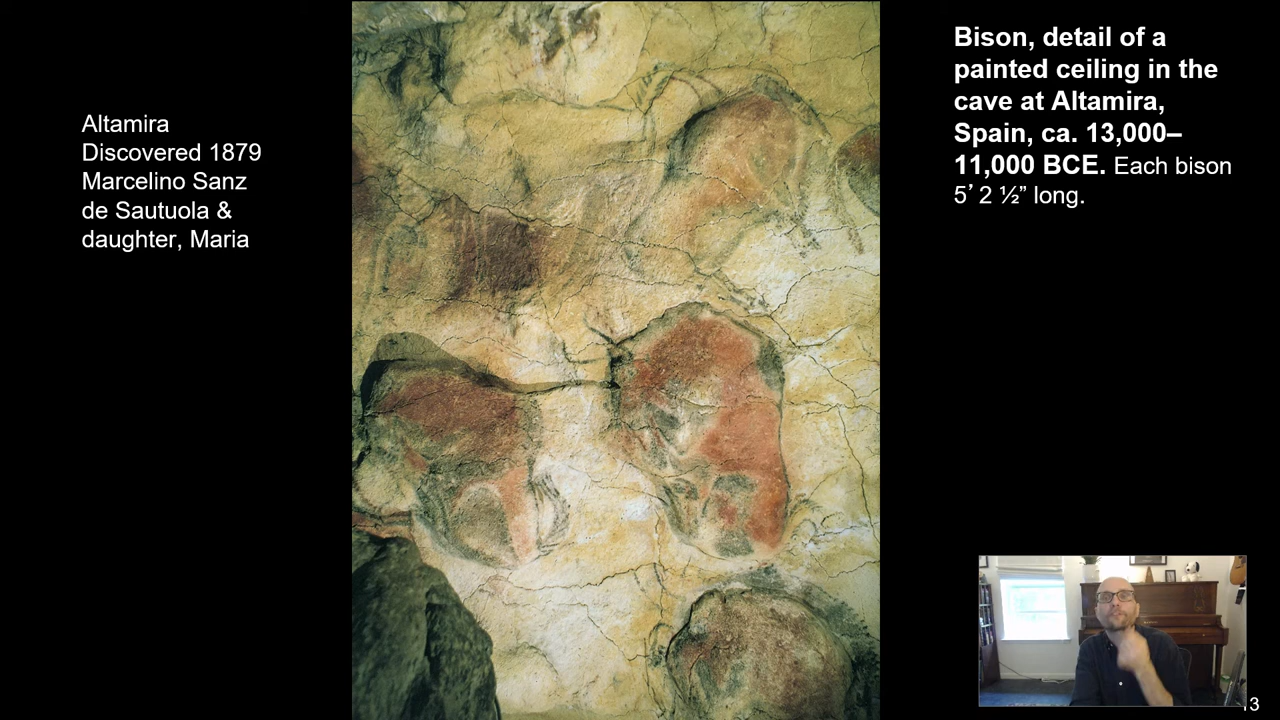 Altamira
Discovered 1879
Marcelino Sanz
de Sautuola &
daughter, Maria
Bison, detail of a
painted ceiling in the
cave at Altamira,
Spain, ca. 13,000–
11,000 BCE. Each bison
5’ 2 ½” long.
13